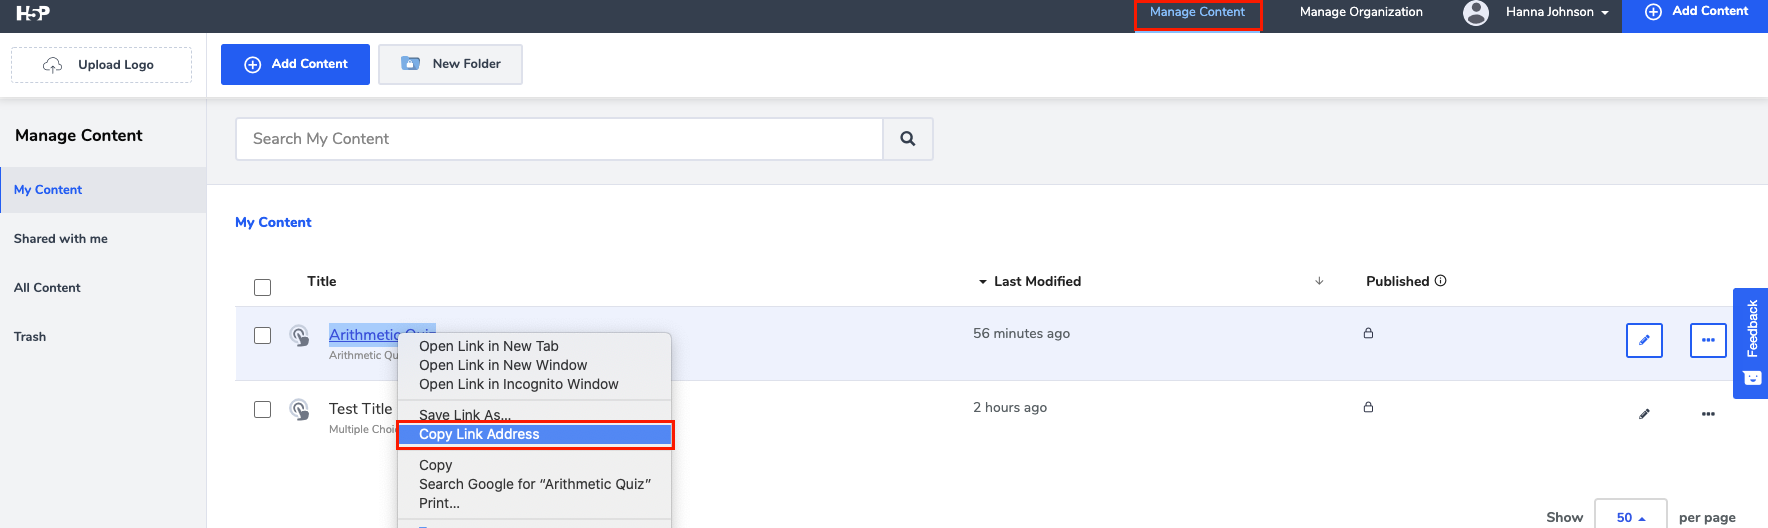 H5P
Manage Content
Manage Organization
Hanna Johnson
Add Content
Upload Logo
Add Content
New Folder
Manage Content
Search My Content
My Content
Shared with me
All Content
Trash
My Content
Title
Last Modified
Published
Arithmetic Quiz
Arithmetic Qu
56 minutes ago
Test Title
Multiple Choi
2 hours ago
Open Link in New Tab
Open Link in New Window
Open Link in Incognito Window
Save Link As...
Copy Link Address
Copy
Search Google for “Arithmetic Quiz”
Print...
Feedback
Show 50 per page